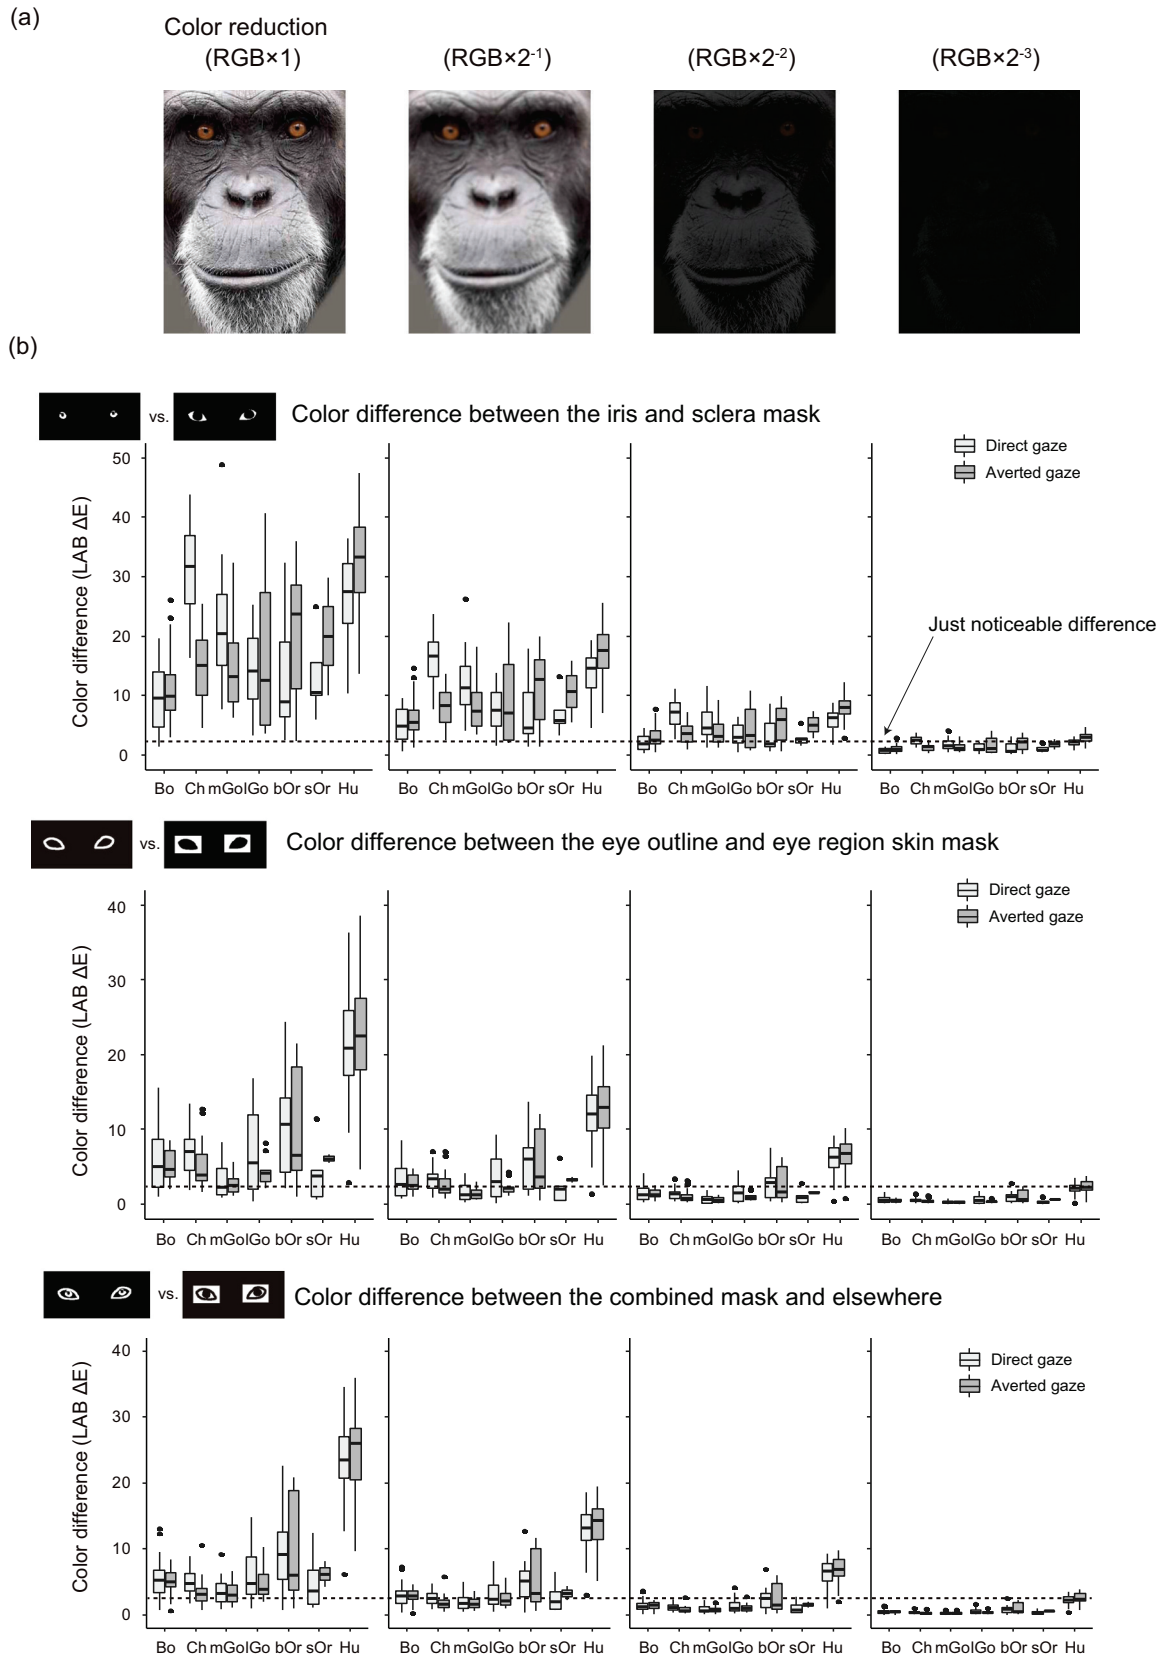 (a)
Color reduction
(RGB×1) (RGB×2⁻¹) (RGB×2⁻²) (RGB×2⁻³)
(b)
vs. Color difference between the iris and sclera mask
Color difference (LAB ΔE)
50
40
30
20
10
0
Direct gaze
Averted gaze
Just noticeable difference
Bo Ch mGo lGo bOr sOr Hu Bo Ch mGo lGo bOr sOr Hu Bo Ch mGo lGo bOr sOr Hu Bo Ch mGo lGo bOr sOr Hu
vs. Color difference between the eye outline and eye region skin mask
Color difference (LAB ΔE)
40
30
20
10
0
Direct gaze
Averted gaze
Bo Ch mGo lGo bOr sOr Hu Bo Ch mGo lGo bOr sOr Hu Bo Ch mGo lGo bOr sOr Hu Bo Ch mGo lGo bOr sOr Hu
vs. Color difference between the combined mask and elsewhere
Color difference (LAB ΔE)
40
30
20
10
0
Direct gaze
Averted gaze
Bo Ch mGo lGo bOr sOr Hu Bo Ch mGo lGo bOr sOr Hu Bo Ch mGo lGo bOr sOr Hu Bo Ch mGo lGo bOr sOr Hu